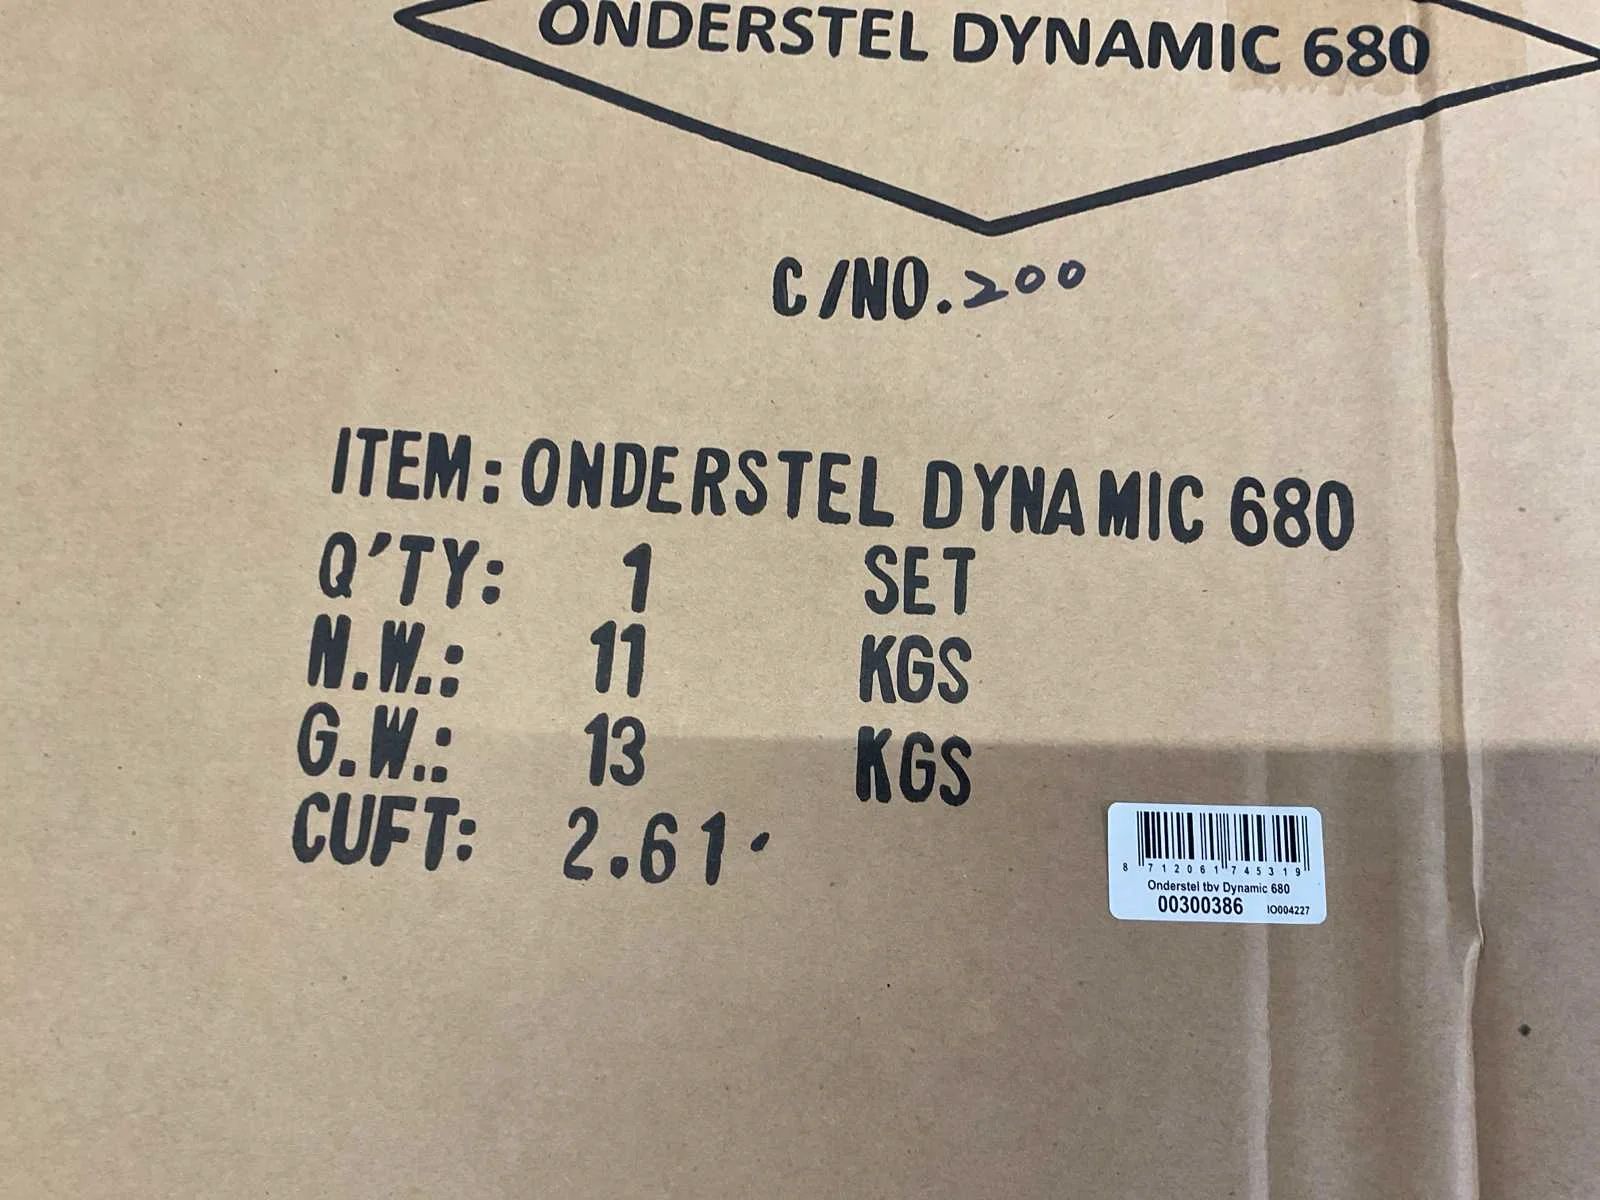 ONDERSTEL DYNAMIC 680
C/NO. 200
ITEM: ONDERSTEL DYNAMIC 680
Q'TY: 1 SET
N.W.: 11 KGS
G.W.: 13 KGS
CUFT: 2.61
8 712061 745319
Onderstel tbv Dynamic 680
00300386 IO004227